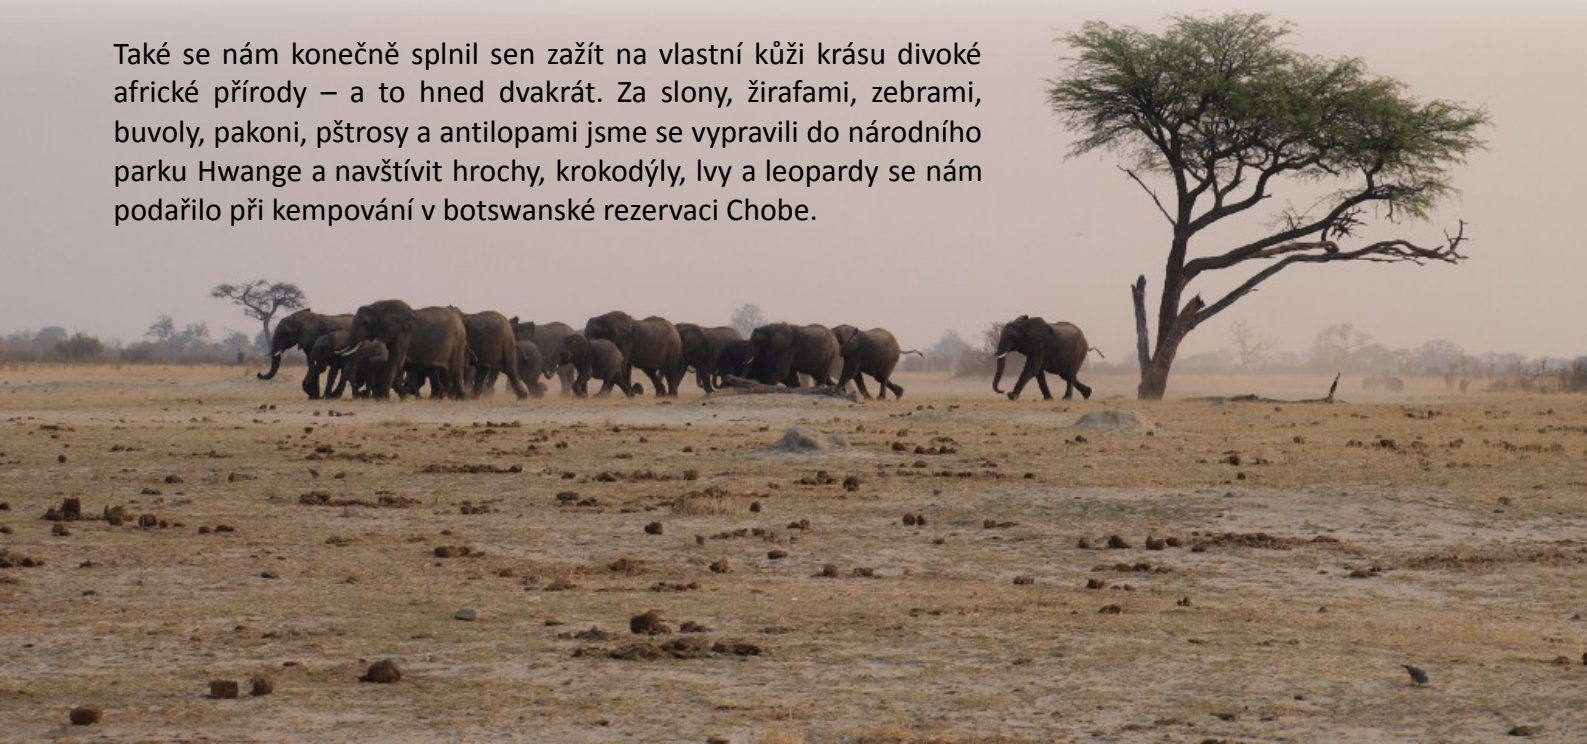 Také se nám konečně splnil sen zažít na vlastní kůži krásu divoké
africké přírody – a to hned dvakrát. Za slony, žirafami, zebrami,
buvoly, pakoni, pštrosy a antilopami jsme se vypravili do národního
parku Hwange a navštívit hrochy, krokodýly, lvy a leopardy se nám
podařilo při kempování v botswanské rezervaci Chobe.